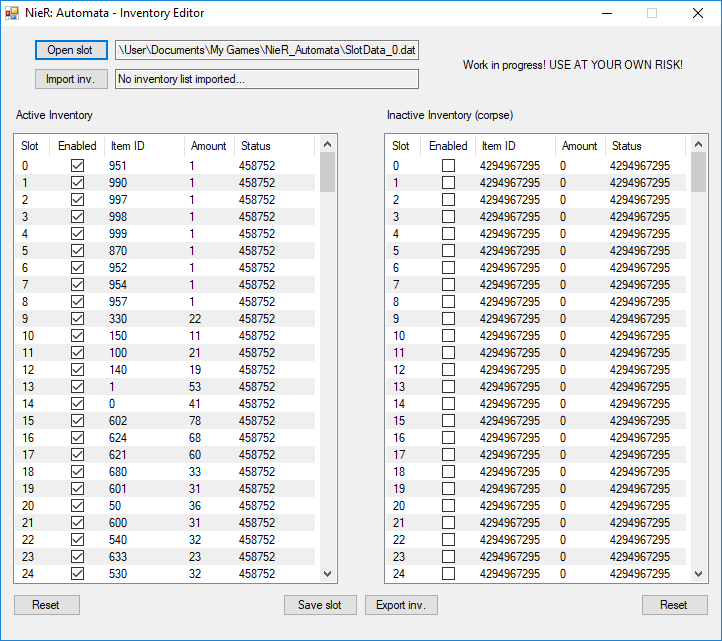 NieR: Automata - Inventory Editor
Open slot \User\Documents\My Games\NieR_Automata\SlotData_0.dat
Work in progress! USE AT YOUR OWN RISK!
Import inv. No inventory list imported...
Active Inventory
Slot Enabled Item ID Amount Status
0 951 1 458752
1 990 1 458752
2 997 1 458752
3 998 1 458752
4 999 1 458752
5 870 1 458752
6 952 1 458752
7 954 1 458752
8 957 1 458752
9 330 22 458752
10 150 11 458752
11 100 21 458752
12 140 19 458752
13 1 53 458752
14 0 41 458752
15 602 78 458752
16 624 68 458752
17 621 60 458752
18 680 33 458752
19 601 31 458752
20 50 36 458752
21 600 31 458752
22 540 32 458752
23 633 23 458752
24 530 32 458752
Inactive Inventory (corpse)
Slot Enabled Item ID Amount Status
0 4294967295 0 4294967295
1 4294967295 0 4294967295
2 4294967295 0 4294967295
3 4294967295 0 4294967295
4 4294967295 0 4294967295
5 4294967295 0 4294967295
6 4294967295 0 4294967295
7 4294967295 0 4294967295
8 4294967295 0 4294967295
9 4294967295 0 4294967295
10 4294967295 0 4294967295
11 4294967295 0 4294967295
12 4294967295 0 4294967295
13 4294967295 0 4294967295
14 4294967295 0 4294967295
15 4294967295 0 4294967295
16 4294967295 0 4294967295
17 4294967295 0 4294967295
18 4294967295 0 4294967295
19 4294967295 0 4294967295
20 4294967295 0 4294967295
21 4294967295 0 4294967295
22 4294967295 0 4294967295
23 4294967295 0 4294967295
24 4294967295 0 4294967295
Reset Save slot Export inv. Reset